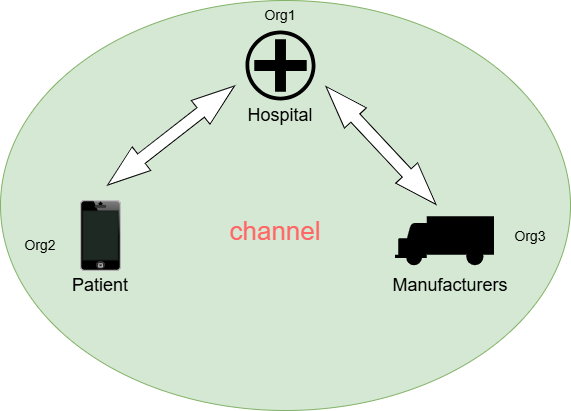 Org1
Hospital
channel
Org2
Patient
Org3
Manufacturers